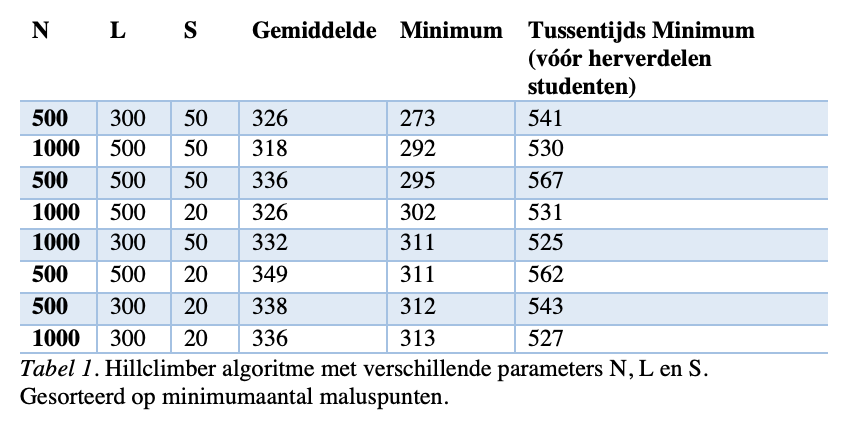 N L S Gemiddelde Minimum Tussentijds Minimum
(vóór herverdelen
studenten)
500 300 50 326 273 541
1000 500 50 318 292 530
500 500 50 336 295 567
1000 500 20 326 302 531
1000 300 50 332 311 525
500 500 20 349 311 562
500 300 20 338 312 543
1000 300 20 336 313 527
Tabel 1. Hillclimber algoritme met verschillende parameters N, L en S.
Gesorteerd op minimumaantal maluspunten.